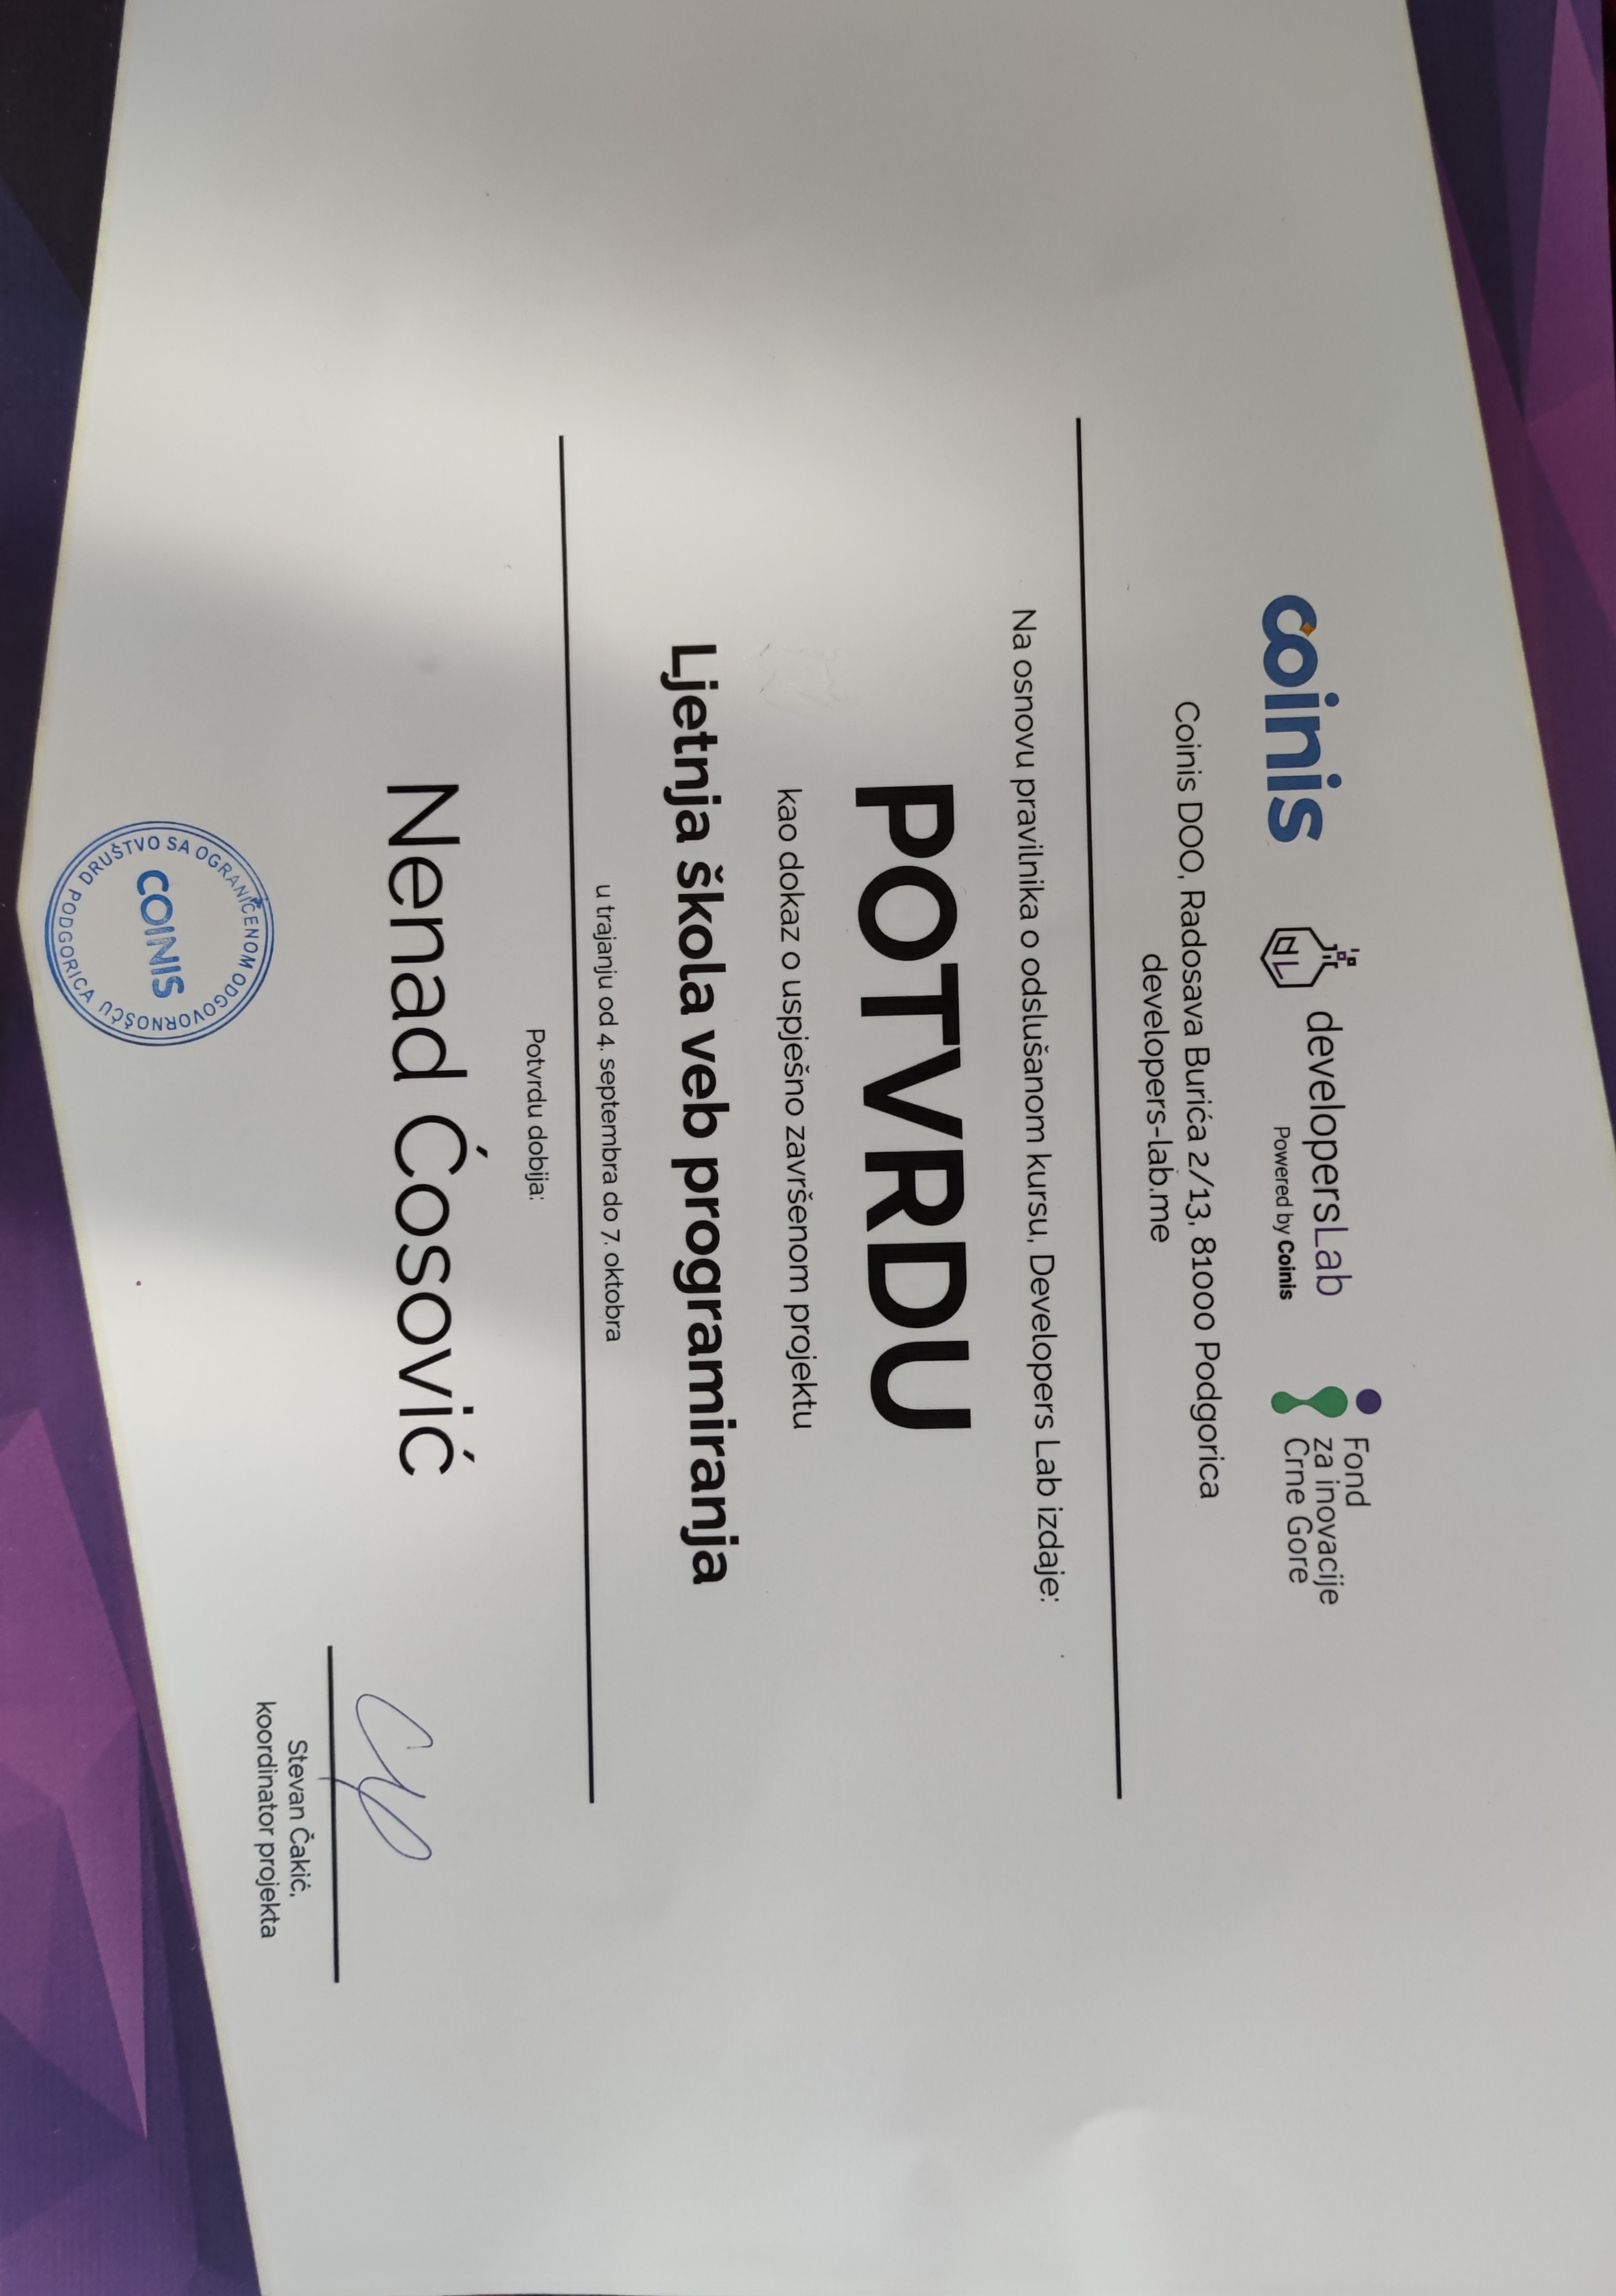 coinis
developersLab
Powered by Coinis
Fond
za inovacije
Crne Gore
Coinis DOO, Radosava Burića 2/13, 81000 Podgorica
developers-lab.me
Na osnovu pravilnika o odslušanom kursu, Developers Lab izdaje:
POTVRDU
kao dokaz o uspješno završenom projektu
Ljetnja škola veb programiranja
u trajanju od 4. septembra do 7. oktobra
Potvrdu dobija:
Nenad Ćosović
Stevan Čakić,
koordinator projekta
DRUŠTVO SA OGRANIČENOM ODGOVORNOŠĆU
COINIS
PODGORICA